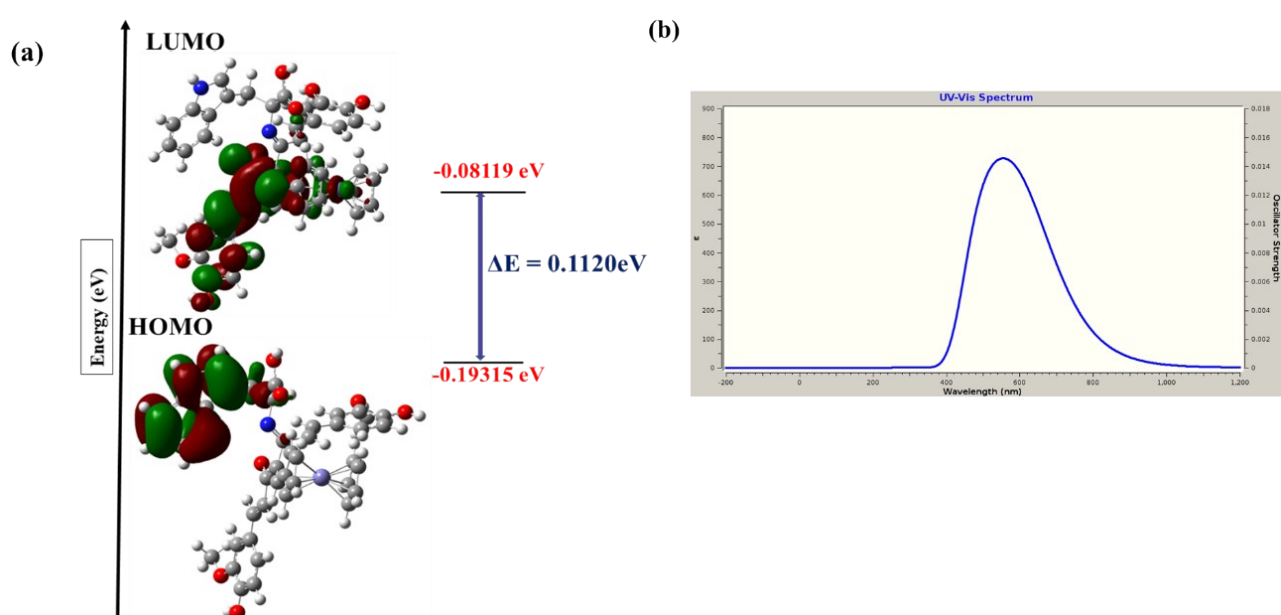 (a)
LUMO
-0.08119 eV
ΔE = 0.1120eV
HOMO
-0.19315 eV
Energy (eV)
(b)
UV-Vis Spectrum
900
800
700
600
500
400
300
200
100
0
ε
0.018
0.016
0.014
0.012
0.010
0.008
0.006
0.004
0.002
0
Oscillator Strength
-200 0 200 400 600 800 1,000 1,200
Wavelength (nm)